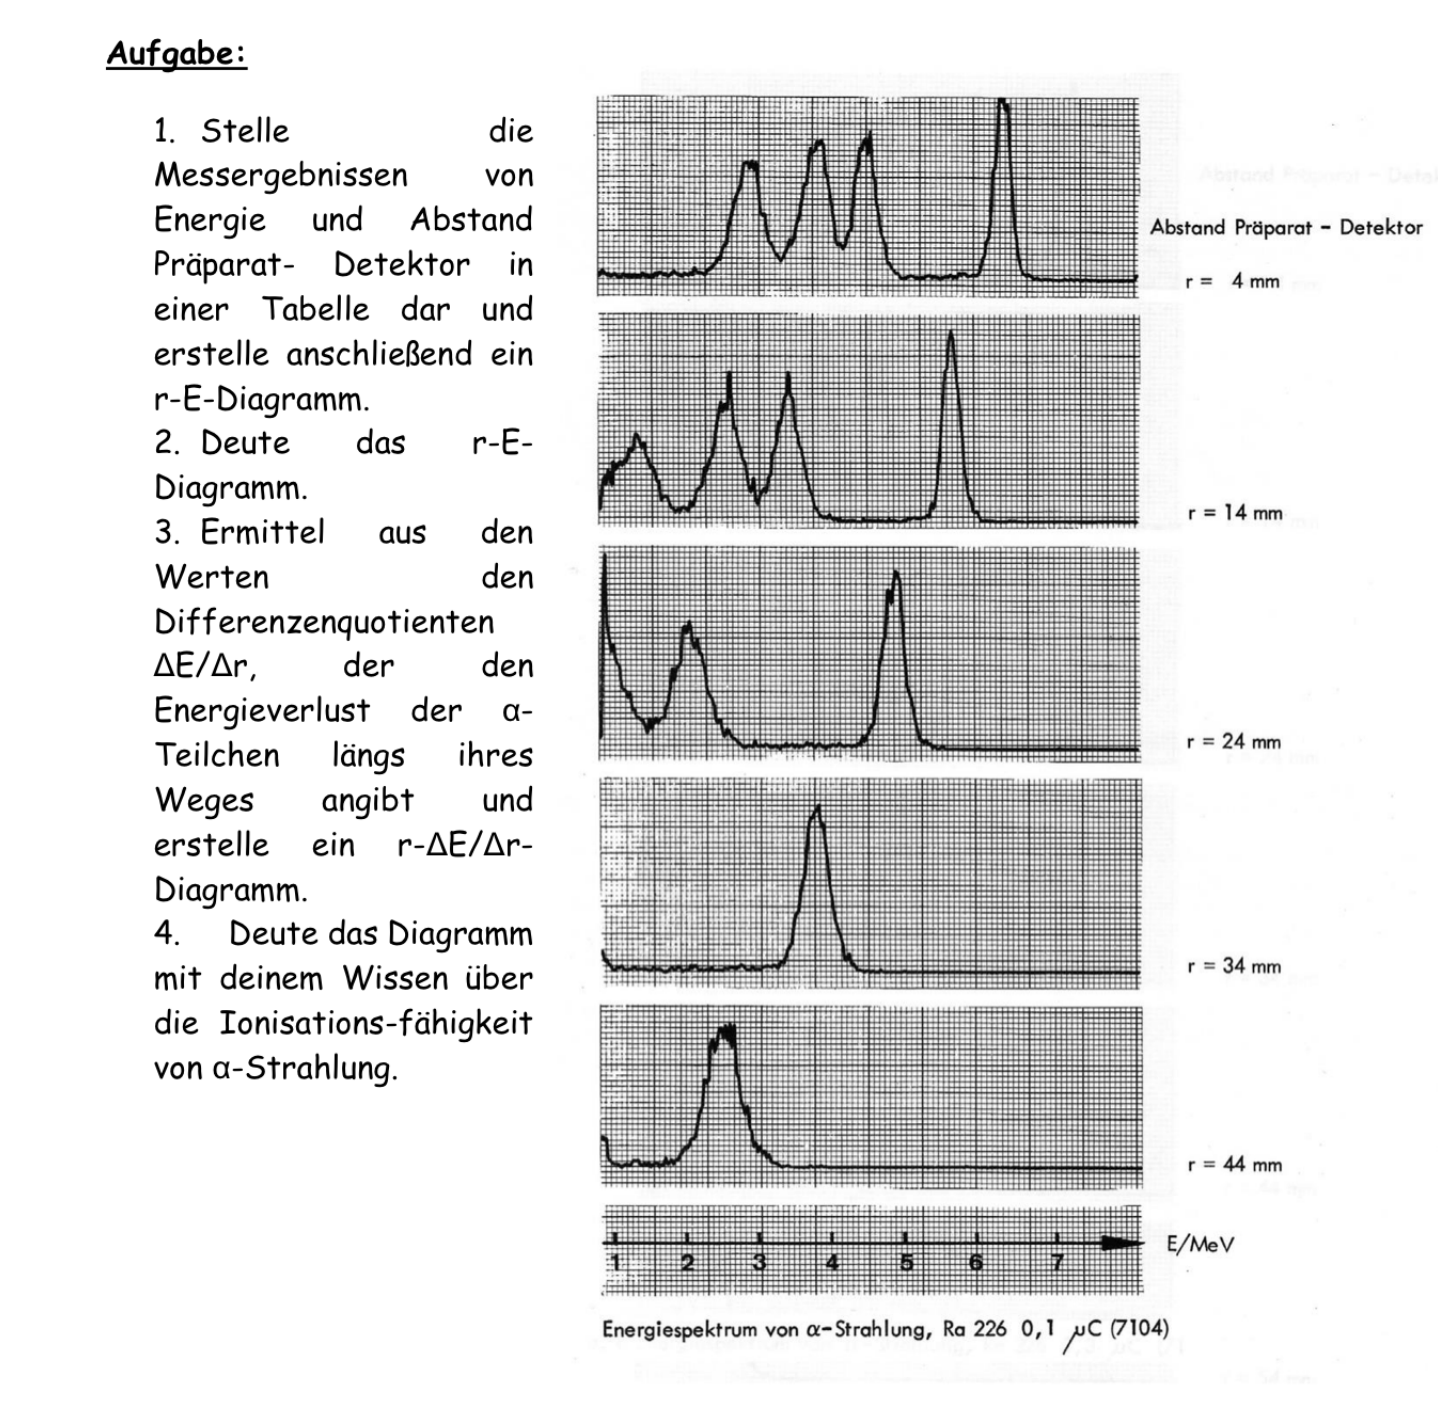 Aufgabe:
1. Stelle die
Messergebnissen von
Energie und Abstand
Präparat- Detektor in
einer Tabelle dar und
erstelle anschließend ein
r-E-Diagramm.
2. Deute das r-E-
Diagramm.
3. Ermittel aus den
Werten den
Differenzenquotienten
ΔE/Δr, der den
Energieverlust der α-
Teilchen längs ihres
Weges angibt und
erstelle ein r-ΔE/Δr-
Diagramm.
4. Deute das Diagramm
mit deinem Wissen über
die Ionisations-fähigkeit
von α-Strahlung.
Abstand Präparat - Detektor
r = 4 mm
r = 14 mm
r = 24 mm
r = 34 mm
r = 44 mm
1 2 3 4 5 6 7 E/MeV
Energiespektrum von α-Strahlung, Ra 226 0,1 µC (7104)